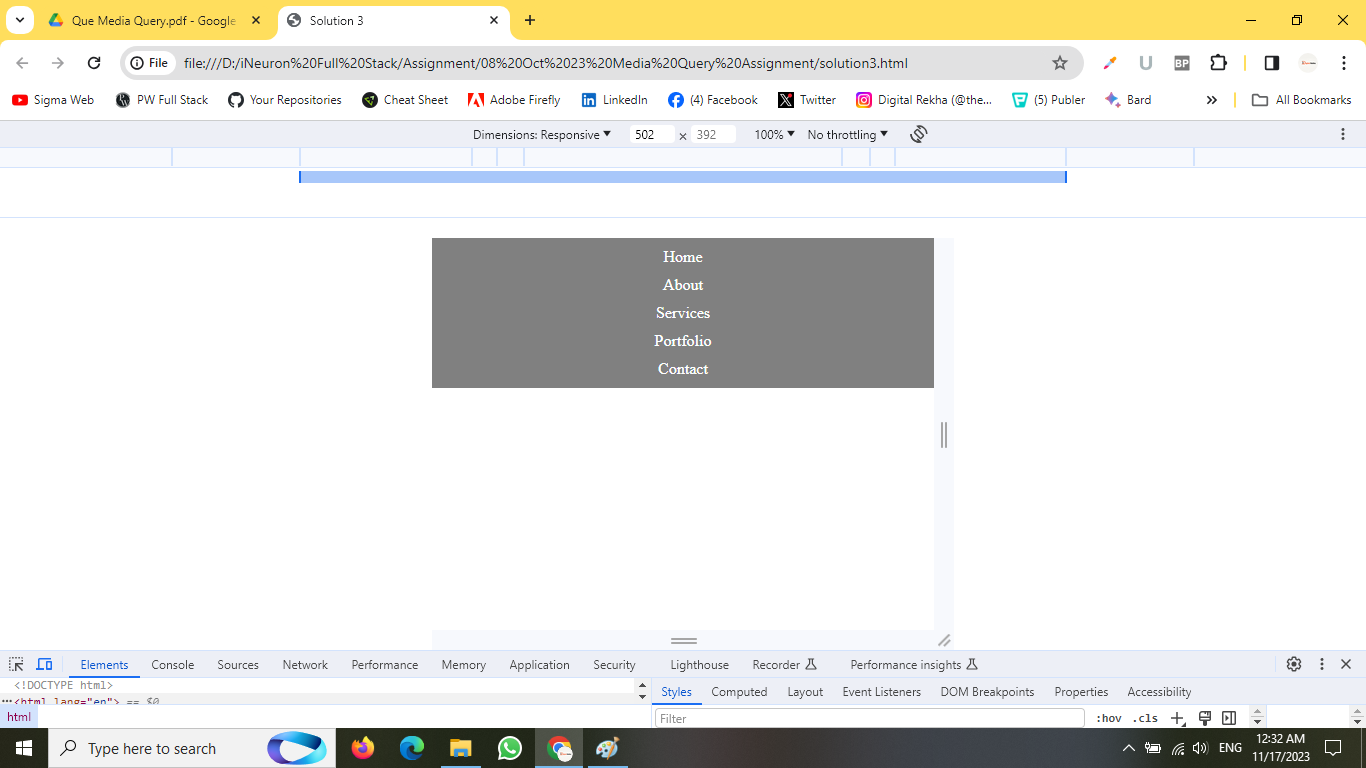 Que Media Query.pdf - Google
Solution 3
File
file:///D:/iNeuron%20Full%20Stack/Assignment/08%20Oct%2023%20Media%20Query%20Assignment/solution3.html
Sigma Web
PW Full Stack
Your Repositories
Cheat Sheet
Adobe Firefly
LinkedIn
(4) Facebook
Twitter
Digital Rekha (@the...
(5) Publer
Bard
All Bookmarks
Dimensions: Responsive
502 × 392
100%
No throttling
Home
About
Services
Portfolio
Contact
Elements
Console
Sources
Network
Performance
Memory
Application
Security
Lighthouse
Recorder
Performance insights
<!DOCTYPE html>
<html lang="en"> == $0
html
Styles
Computed
Layout
Event Listeners
DOM Breakpoints
Properties
Accessibility
Filter
:hov .cls
Type here to search
ENG
12:32 AM
11/17/2023